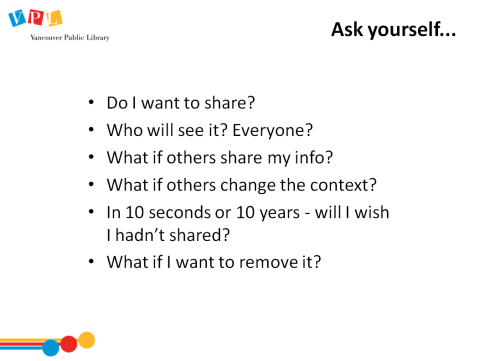 VPL
Vancouver Public Library
Ask yourself...
• Do I want to share?
• Who will see it? Everyone?
• What if others share my info?
• What if others change the context?
• In 10 seconds or 10 years - will I wish
I hadn't shared?
• What if I want to remove it?